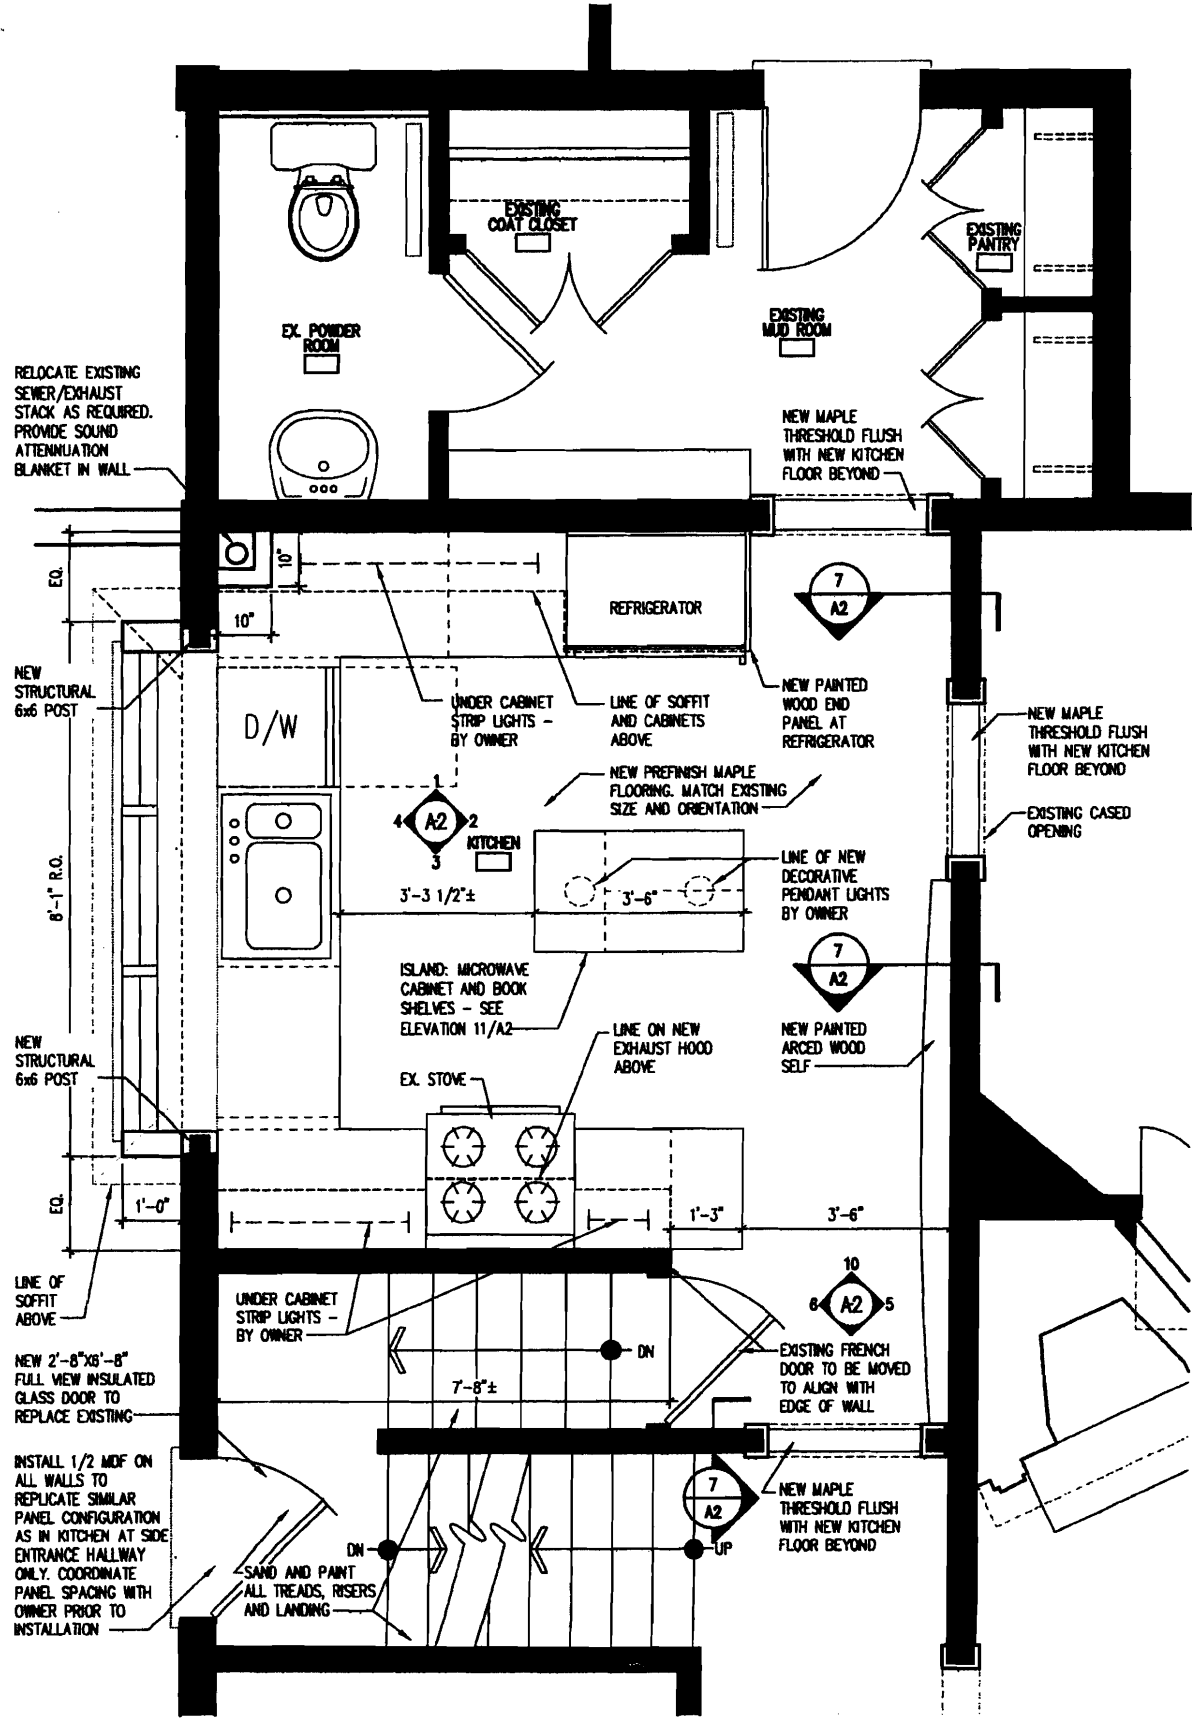 EXISTING
COAT CLOSET
EXISTING
PANTRY
EX. POWDER
ROOM
EXISTING
MUD ROOM
RELOCATE EXISTING
SEWER/EXHAUST
STACK AS REQUIRED.
PROVIDE SOUND
ATTENNUATION
BLANKET IN WALL
NEW MAPLE
THRESHOLD FLUSH
WITH NEW KITCHEN
FLOOR BEYOND
EQ.
10"
10"
REFRIGERATOR
7
A2
NEW
STRUCTURAL
6x6 POST
D/W
UNDER CABINET
STRIP LIGHTS -
BY OWNER
LINE OF SOFFIT
AND CABINETS
ABOVE
NEW PAINTED
WOOD END
PANEL AT
REFRIGERATOR
NEW MAPLE
THRESHOLD FLUSH
WITH NEW KITCHEN
FLOOR BEYOND
NEW PREFINISH MAPLE
FLOORING. MATCH EXISTING
SIZE AND ORIENTATION
1
4 A2 2
3
KITCHEN
EXISTING CASED
OPENING
8'-1" R.O.
3'-3 1/2"±
3'-6"
LINE OF NEW
DECORATIVE
PENDANT LIGHTS
BY OWNER
7
A2
ISLAND: MICROWAVE
CABINET AND BOOK
SHELVES - SEE
ELEVATION 11/A2
LINE ON NEW
EXHAUST HOOD
ABOVE
NEW PAINTED
ARCED WOOD
SELF
NEW
STRUCTURAL
6x6 POST
EX. STOVE
EQ.
1'-0"
1'-3"
3'-6"
LINE OF
SOFFIT
ABOVE
UNDER CABINET
STRIP LIGHTS -
BY OWNER
10
6 A2 5
DN
EXISTING FRENCH
DOOR TO BE MOVED
TO ALIGN WITH
EDGE OF WALL
NEW 2'-8"X6'-8"
FULL VIEW INSULATED
GLASS DOOR TO
REPLACE EXISTING
7'-8"±
INSTALL 1/2 MDF ON
ALL WALLS TO
REPLICATE SIMILAR
PANEL CONFIGURATION
AS IN KITCHEN AT SIDE
ENTRANCE HALLWAY
ONLY. COORDINATE
PANEL SPACING WITH
OWNER PRIOR TO
INSTALLATION
7
A2
NEW MAPLE
THRESHOLD FLUSH
WITH NEW KITCHEN
FLOOR BEYOND
DN
UP
SAND AND PAINT
ALL TREADS, RISERS
AND LANDING